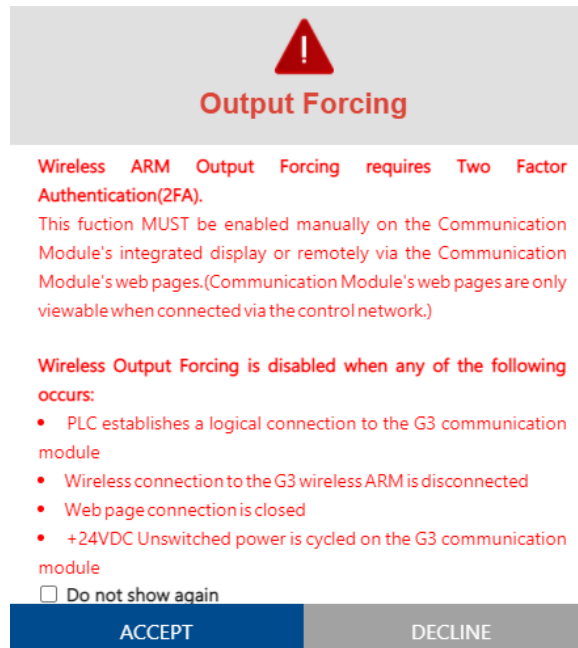 Output Forcing
Wireless ARM Output Forcing requires Two Factor
Authentication(2FA).
This fuction MUST be enabled manually on the Communication
Module's integrated display or remotely via the Communication
Module's web pages.(Communication Module's web pages are only
viewable when connected via the control network.)
Wireless Output Forcing is disabled when any of the following
occurs:
• PLC establishes a logical connection to the G3 communication
module
• Wireless connection to the G3 wireless ARM is disconnected
• Web page connection is closed
• +24VDC Unswitched power is cycled on the G3 communication
module
Do not show again
ACCEPT
DECLINE